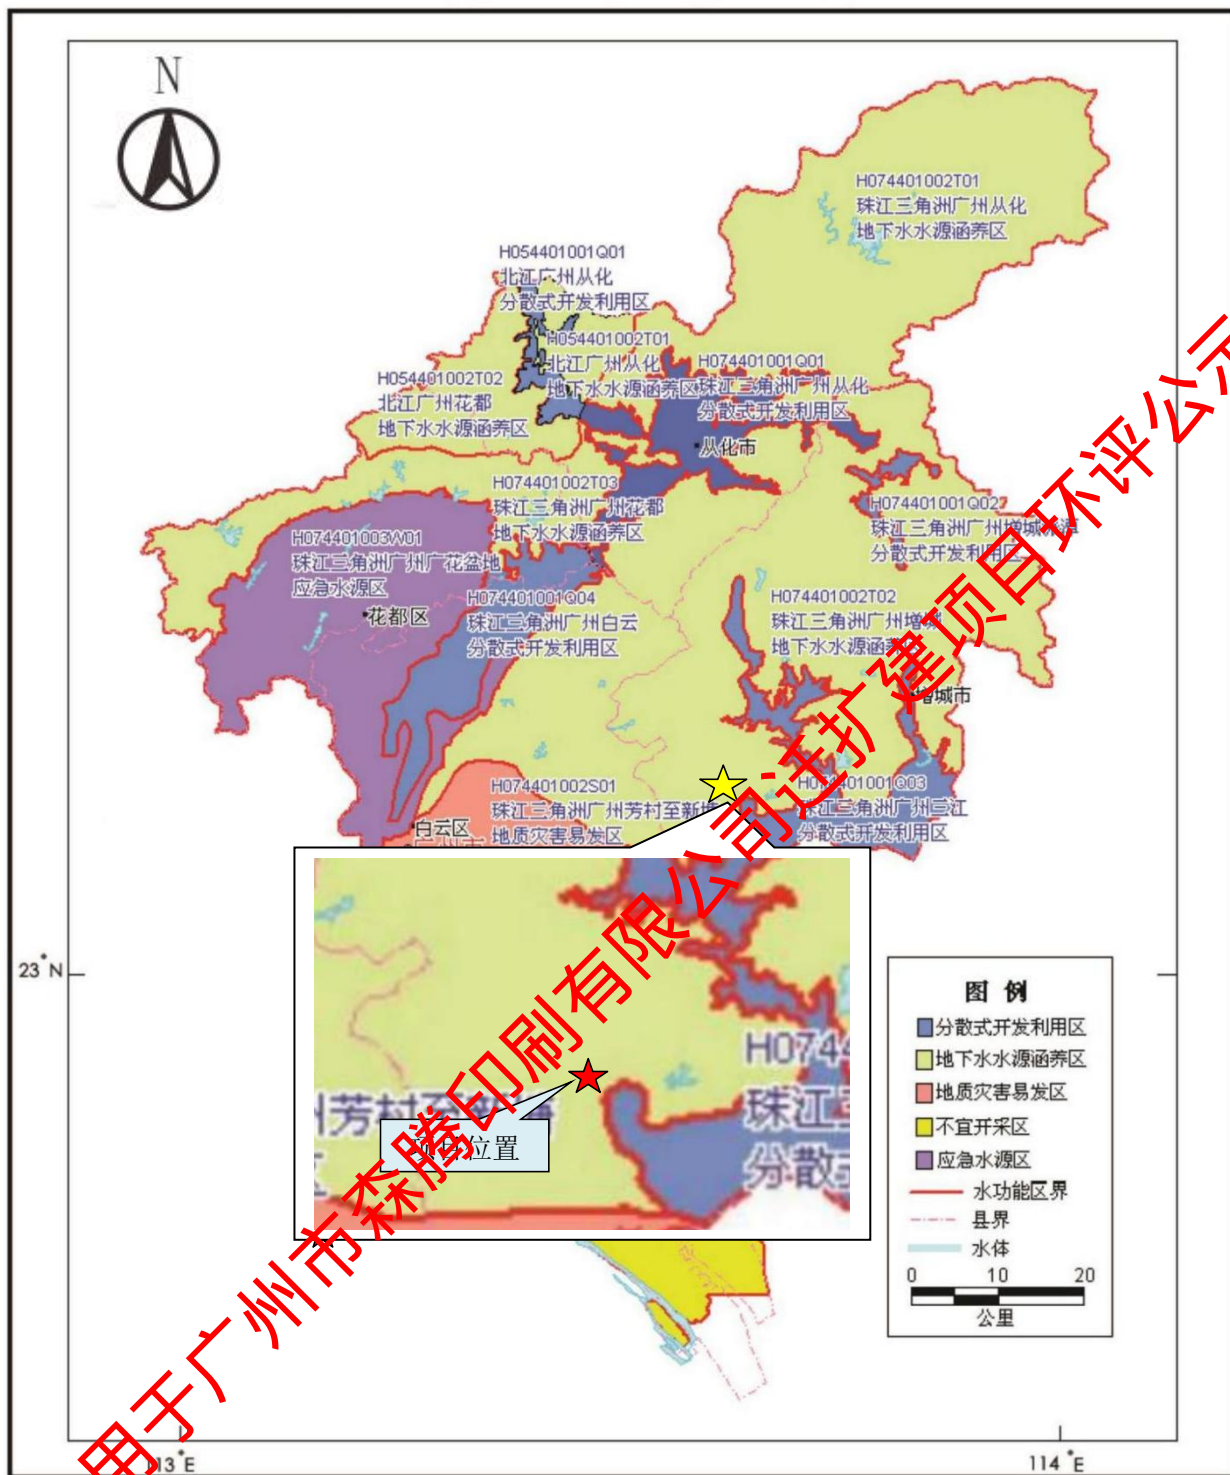 N
H074401002T01
珠江三角洲广州从化
地下水水源涵养区
H054401001Q01
北江广州从化
分散式开发利用区
H054401002T01
北江广州从化
地下水水源涵养区
H074401001Q01
珠江三角洲广州从化
分散式开发利用区
H054401002T02
北江广州花都
地下水水源涵养区
从化市
H074401002T03
珠江三角洲广州花都
地下水水源涵养区
H074401001Q02
珠江三角洲广州增城
分散式开发利用区
H074401003W01
珠江三角洲广州广花盆地
应急水源区
花都区
H074401001Q04
珠江三角洲广州白云
分散式开发利用区
H074401002T02
珠江三角洲广州增城
地下水水源涵养区
增城市
H074401002S01
珠江三角洲广州芳村至新塘
地质灾害易发区
H074401001Q03
珠江三角洲广州三江
分散式开发利用区
白云区
H0744
珠江三
分散式
州芳村至新塘
项目位置
23°N
图 例
分散式开发利用区
地下水水源涵养区
地质灾害易发区
不宜开采区
应急水源区
水功能区界
县界
水体
0 10 20
公里
113°E
114°E
用于广州市森腾印刷有限公司迁扩建项目环评公示